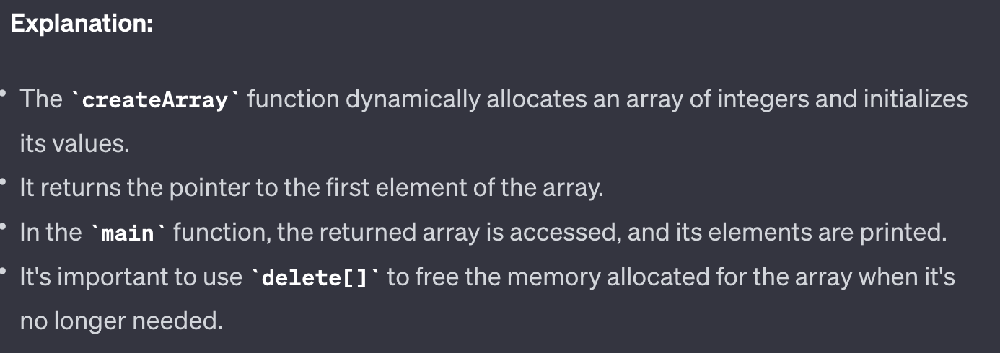 Explanation:
• The `createArray` function dynamically allocates an array of integers and initializes
its values.
• It returns the pointer to the first element of the array.
• In the `main` function, the returned array is accessed, and its elements are printed.
• It's important to use `delete[]` to free the memory allocated for the array when it's
no longer needed.